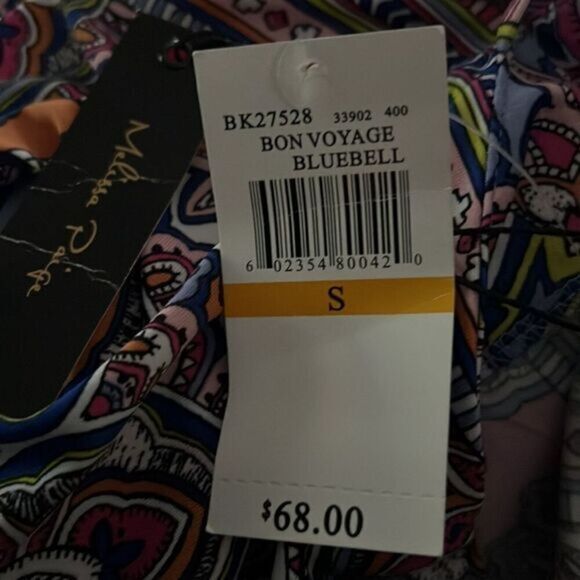 Melissa Paige
BK27528 33902 400
BON VOYAGE
BLUEBELL
6 02354 80042 0
S
$68.00